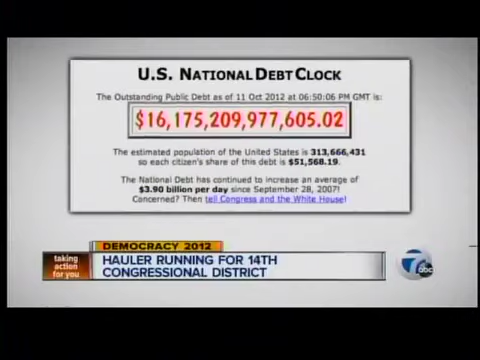 U.S. NATIONAL DEBT CLOCK
The Outstanding Public Debt as of 11 Oct 2012 at 06:50:06 PM GMT is:
$16,175,209,977,605.02
The estimated population of the United States is 313,666,431
so each citizen's share of this debt is $51,568.19.
The National Debt has continued to increase an average of
$3.90 billion per day since September 28, 2007!
Concerned? Then tell Congress and the White House!
DEMOCRACY 2012
taking
action
for you
HAULER RUNNING FOR 14TH
CONGRESSIONAL DISTRICT
7
abc